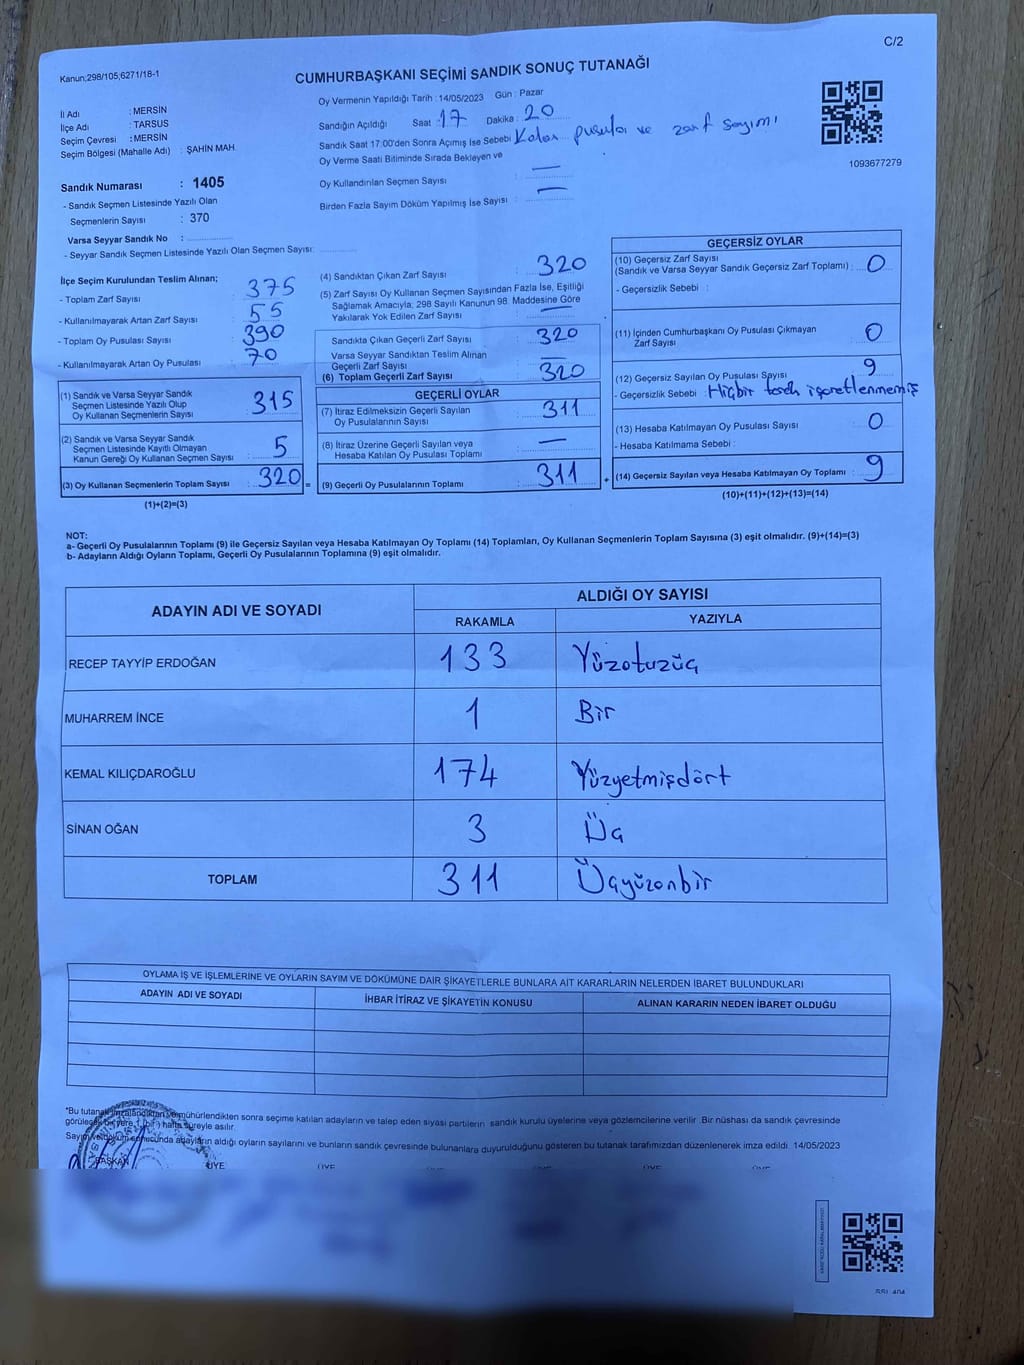 C/2
Kanun;298/105;6271/18-1
CUMHURBAŞKANI SEÇİMİ SANDIK SONUÇ TUTANAĞI
İl Adı : MERSİN
İlçe Adı : TARSUS
Seçim Çevresi : MERSİN
Seçim Bölgesi (Mahalle Adı) : ŞAHİN MAH.
Sandık Numarası : 1405
- Sandık Seçmen Listesinde Yazılı Olan
Seçmenlerin Sayısı : 370
Varsa Seyyar Sandık No :
- Seyyar Sandık Seçmen Listesinde Yazılı Olan Seçmen Sayısı:
Oy Vermenin Yapıldığı Tarih : 14/05/2023 Gün : Pazar
Sandığın Açıldığı Saat : 17 Dakika : 20
Sandık Saat 17:00'den Sonra Açımış İse Sebebi Kalan pusula ve zarf sayımı
Oy Verme Saati Bitiminde Sırada Bekleyen ve
Oy Kullandırılan Seçmen Sayısı : —
Birden Fazla Sayım Döküm Yapılmış İse Sayısı : —
1093677279
İlçe Seçim Kurulundan Teslim Alınan;
- Toplam Zarf Sayısı : 375
- Kullanılmayarak Artan Zarf Sayısı : 55
- Toplam Oy Pusulası Sayısı : 390
- Kullanılmayarak Artan Oy Pusulası : 70
(1) Sandık ve Varsa Seyyar Sandık
Seçmen Listesinde Yazılı Olup
Oy Kullanan Seçmenlerin Sayısı : 315
(2) Sandık ve Varsa Seyyar Sandık
Seçmen Listesinde Kayıtlı Olmayan
Kanun Gereği Oy Kullanan Seçmen Sayısı : 5
(3) Oy Kullanan Seçmenlerin Toplam Sayısı : 320 =
(1)+(2)=(3)
(4) Sandıktan Çıkan Zarf Sayısı : 320
(5) Zarf Sayısı Oy Kullanan Seçmen Sayısından Fazla İse, Eşitliği
Sağlamak Amacıyla; 298 Sayılı Kanunun 98. Maddesine Göre
Yakılarak Yok Edilen Zarf Sayısı : —
Sandıkta Çıkan Geçerli Zarf Sayısı : 320
Varsa Seyyar Sandıktan Teslim Alınan
Geçerli Zarf Sayısı : —
(6) Toplam Geçerli Zarf Sayısı : 320
GEÇERLİ OYLAR
(7) İtiraz Edilmeksizin Geçerli Sayılan
Oy Pusulalarının Sayısı : 311
(8) İtiraz Üzerine Geçerli Sayılan veya
Hesaba Katılan Oy Pusulası Toplamı : —
(9) Geçerli Oy Pusulalarının Toplamı : 311 +
GEÇERSİZ OYLAR
(10) Geçersiz Zarf Sayısı
(Sandık ve Varsa Seyyar Sandık Geçersiz Zarf Toplamı) : 0
- Geçersizlik Sebebi :
(11) İçinden Cumhurbaşkanı Oy Pusulası Çıkmayan
Zarf Sayısı : 0
(12) Geçersiz Sayılan Oy Pusulası Sayısı : 9
- Geçersizlik Sebebi : Hiçbir tercih işaretlenmemiş
(13) Hesaba Katılmayan Oy Pusulası Sayısı : 0
- Hesaba Katılmama Sebebi :
(14) Geçersiz Sayılan veya Hesaba Katılmayan Oy Toplamı : 9
(10)+(11)+(12)+(13)=(14)
NOT:
a- Geçerli Oy Pusulalarının Toplamı (9) ile Geçersiz Sayılan veya Hesaba Katılmayan Oy Toplamı (14) Toplamları, Oy Kullanan Seçmenlerin Toplam Sayısına (3) eşit olmalıdır. (9)+(14)=(3)
b- Adayların Aldığı Oyların Toplamı, Geçerli Oy Pusulalarının Toplamına (9) eşit olmalıdır.
ADAYIN ADI VE SOYADI ALDIĞI OY SAYISI
RAKAMLA YAZIYLA
RECEP TAYYİP ERDOĞAN 133 Yüzotuzüç
MUHARREM İNCE 1 Bir
KEMAL KILIÇDAROĞLU 174 Yüzyetmişdört
SİNAN OĞAN 3 Üç
TOPLAM 311 Üçyüzonbir
OYLAMA İŞ VE İŞLEMLERİNE VE OYLARIN SAYIM VE DÖKÜMÜNE DAİR ŞİKAYETLERLE BUNLARA AİT KARARLARIN NELERDEN İBARET BULUNDUKLARI
ADAYIN ADI VE SOYADI İHBAR İTİRAZ VE ŞİKAYETİN KONUSU ALINAN KARARIN NEDEN İBARET OLDUĞU
*Bu tutanak imzalandıktan ve mühürlendikten sonra seçime katılan adayların ve talep eden siyasi partilerin sandık kurulu üyelerine veya gözlemcilerine verilir. Bir nüshası da sandık çevresinde
görülecek bir yere 1 (bir) hafta süreyle asılır.
Sayım ve döküm sonucunda adayların aldığı oyların sayılarını ve bunların sandık çevresinde bulunanlara duyurulduğunu gösteren bu tutanak tarafımızdan düzenlenerek imza edildi. 14/05/2023
BAŞKAN ÜYE ÜYE ÜYE ÜYE ÜYE